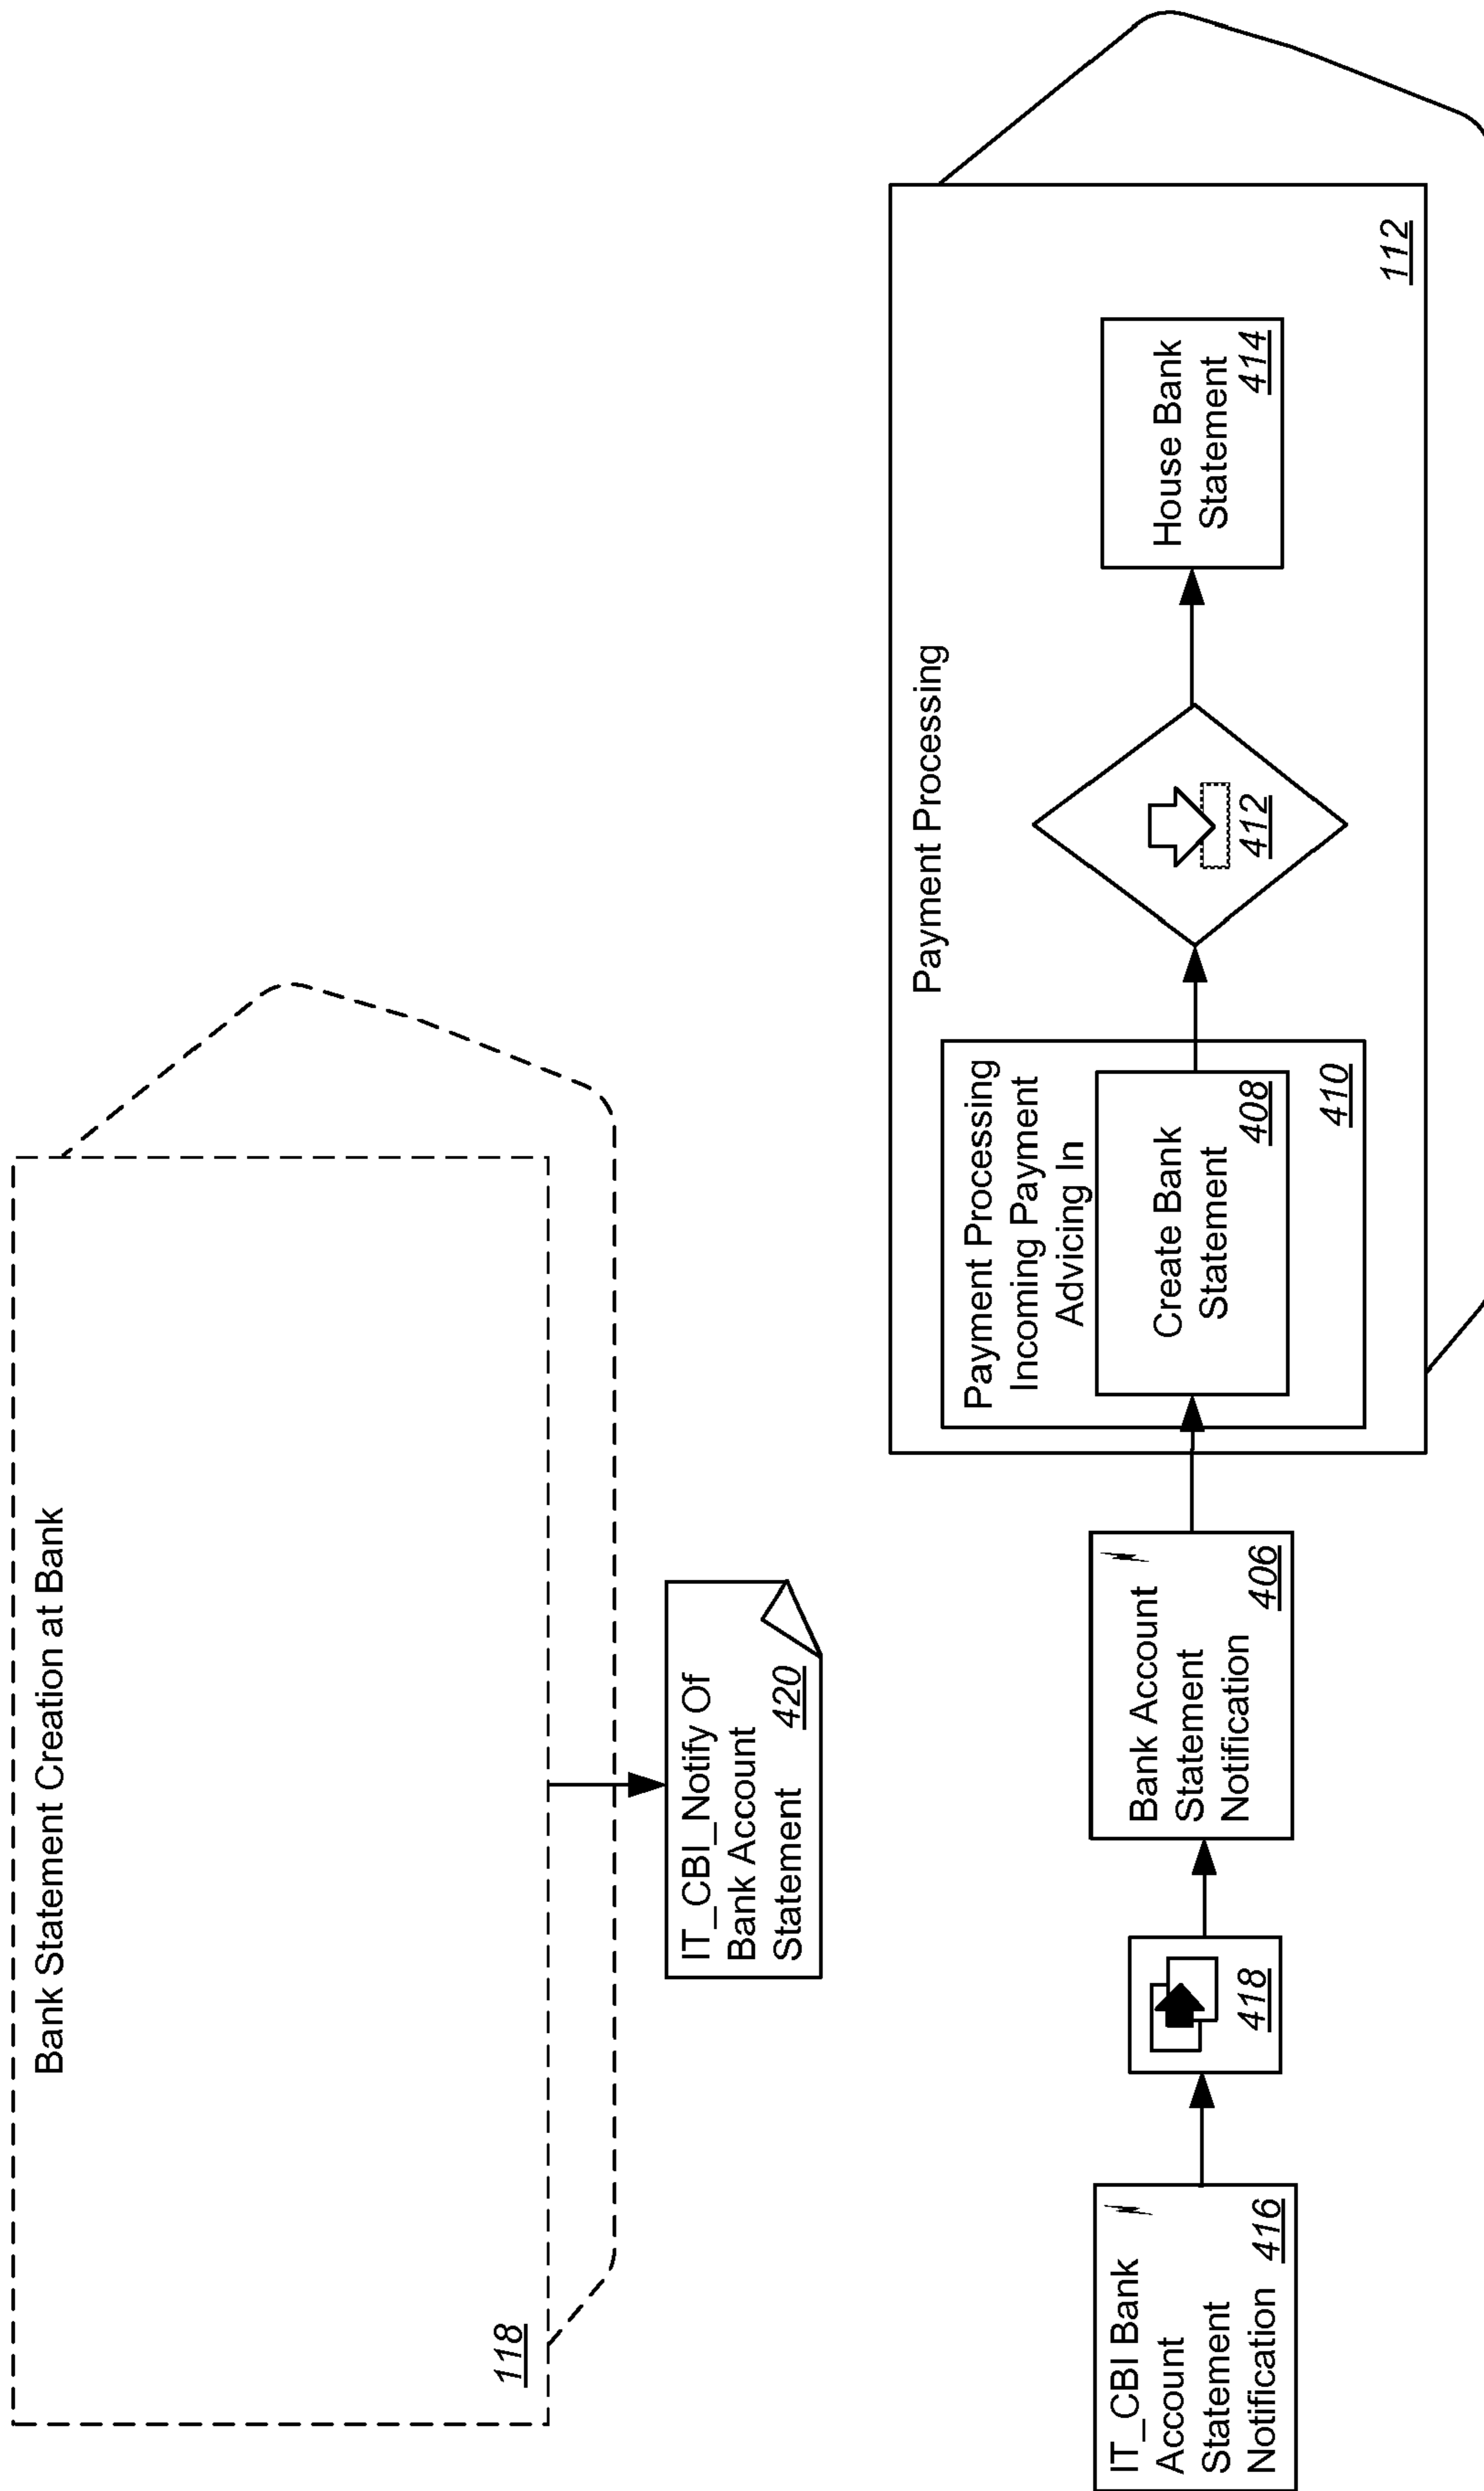 Bank Statement Creation at Bank
118
IT_CBI_Notify Of
Bank Account
Statement
420
IT_CBI Bank
Account
Statement
Notification
416
418
Bank Account
Statement
Notification
406
Payment Processing
Payment Processing
Incoming Payment
Advicing In
Create Bank
Statement
408
410
412
House Bank
Statement
414
112